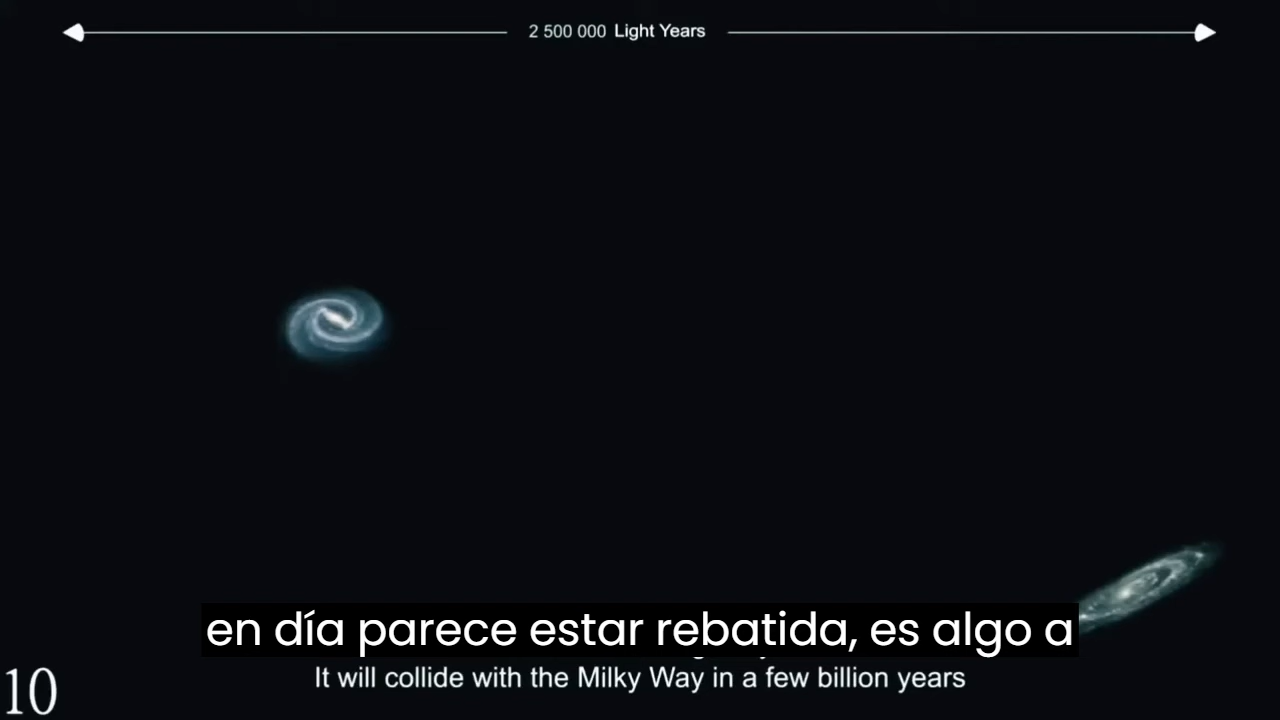 2 500 000 Light Years
en día parece estar rebatida, es algo a
It will collide with the Milky Way in a few billion years
10